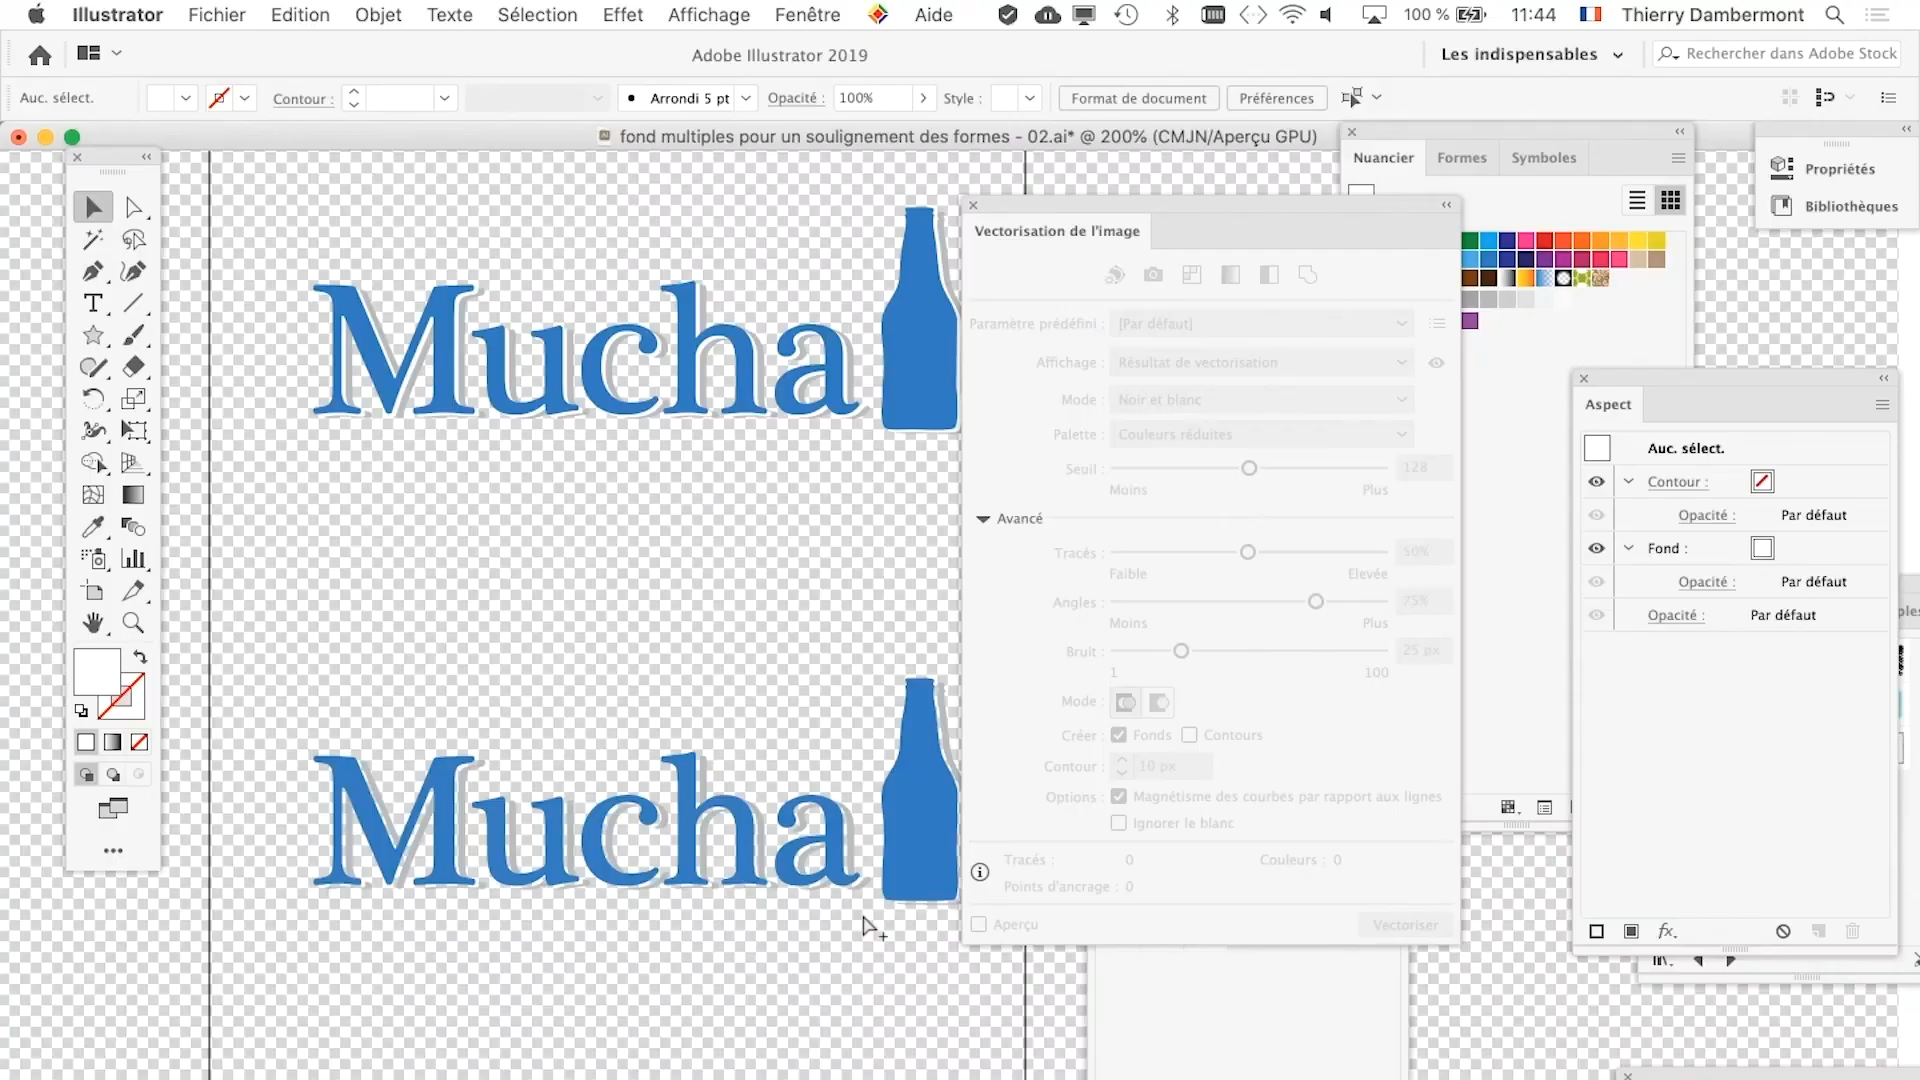 Illustrator Fichier Edition Objet Texte Sélection Effet Affichage Fenêtre Aide 100 % 11:44 Thierry Dambermont
Adobe Illustrator 2019 Les indispensables Rechercher dans Adobe Stock
Auc. sélect. Contour : Arrondi 5 pt Opacité : 100% Style : Format de document Préférences
fond multiples pour un soulignement des formes - 02.ai* @ 200% (CMJN/Aperçu GPU)
Nuancier Formes Symboles
Propriétés
Bibliothèques
Vectorisation de l'image
Paramètre prédéfini : [Par défaut]
Affichage : Résultat de vectorisation
Mode : Noir et blanc
Palette : Couleurs réduites
Seuil : 128
Moins Plus
Avancé
Tracés : 50%
Faible Elevée
Angles : 75%
Moins Plus
Bruit : 25 px
1 100
Mode :
Créer : Fonds Contours
Contour : 10 px
Options : Magnétisme des courbes par rapport aux lignes
Ignorer le blanc
Tracés : 0 Couleurs : 0
Points d'ancrage : 0
Aperçu Vectoriser
Aspect
Auc. sélect.
Contour :
Opacité : Par défaut
Fond :
Opacité : Par défaut
Opacité : Par défaut
fx.
Mucha
Mucha